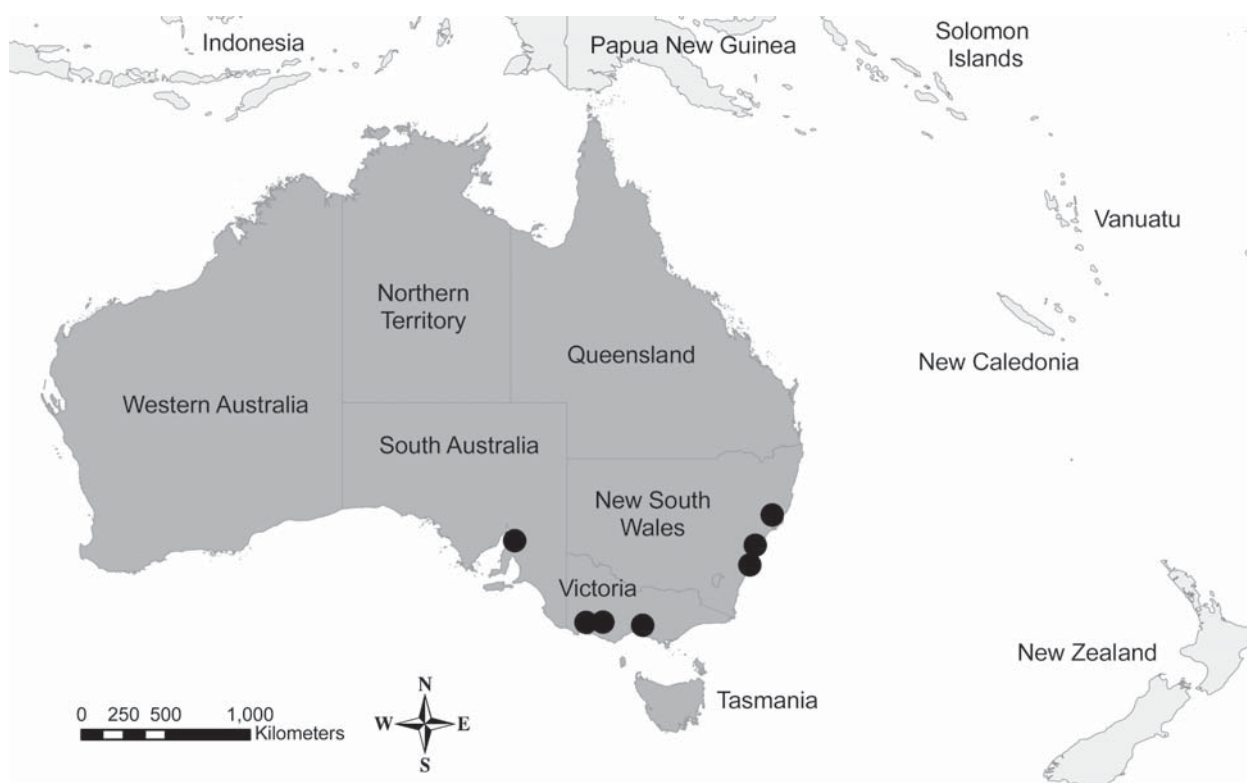 Indonesia
Papua New Guinea
Solomon
Islands
Vanuatu
Northern
Territory
Queensland
New Caledonia
Western Australia
South Australia
New South
Wales
Victoria
New Zealand
Tasmania
0 250 500 1,000
Kilometers
N
W E
S